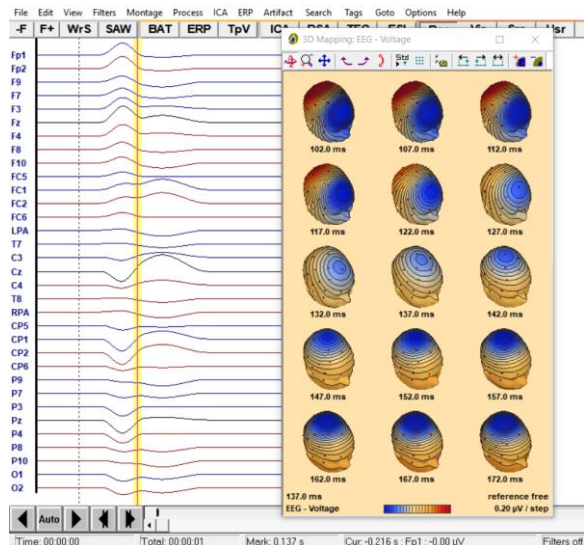 File Edit View Filters Montage Process ICA ERP Artifact Search Tags Goto Options Help
-F F+ WrS SAW BAT ERP TpV ICA
3D Mapping: EEG - Voltage
Std
Fp1
Fp2
F9
F7
F3
Fz
F4
F8
F10
FC5
FC1
FC2
FC6
LPA
T7
C3
Cz
C4
T8
RPA
CP5
CP1
CP2
CP6
P9
P7
P3
Pz
P4
P8
P10
O1
O2
102.0 ms 107.0 ms 112.0 ms
117.0 ms 122.0 ms 127.0 ms
132.0 ms 137.0 ms 142.0 ms
147.0 ms 152.0 ms 157.0 ms
162.0 ms 167.0 ms 172.0 ms
137.0 ms reference free
EEG - Voltage 0.20 µV / step
Auto
Time: 00:00:00 Total: 00:00:01 Mark: 0.137 s Cur: -0.216 s; Fp1: -0.00 µV Filters off